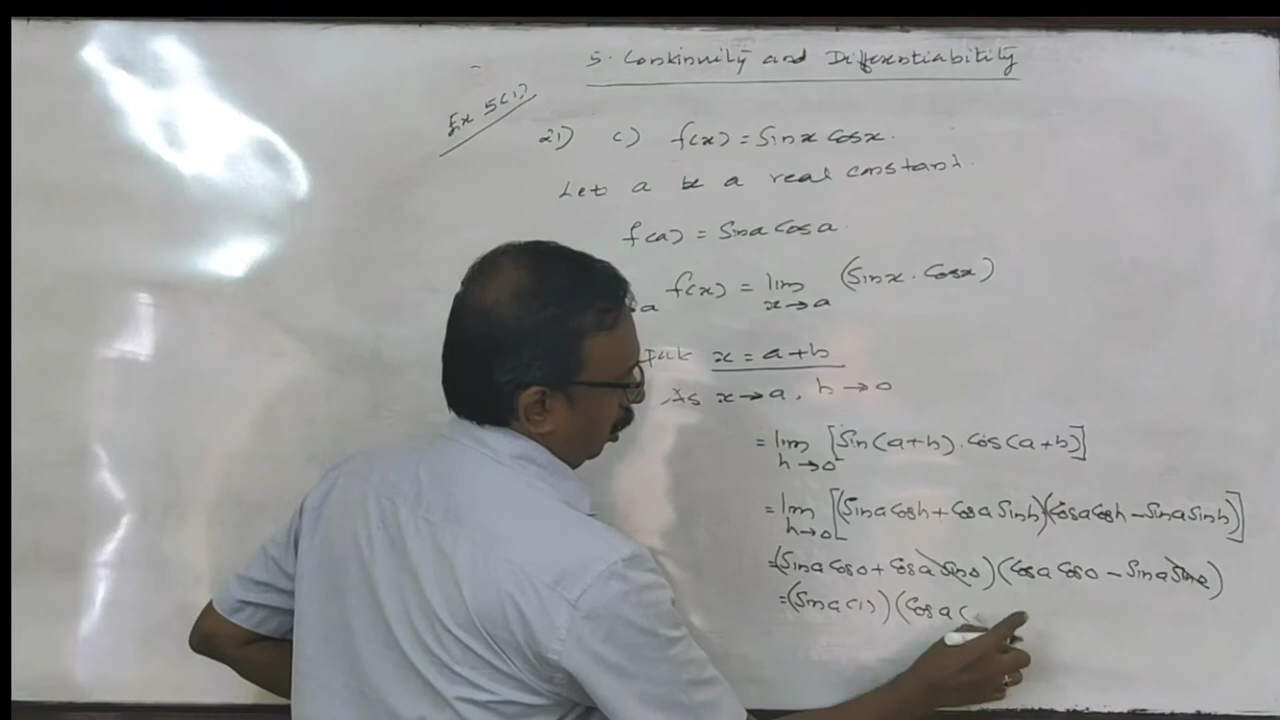 5. Continuity and Differentiability
Ex 5(1)
21) c) f(x) = Sinx Cosx.
Let a be a real constant.
f(a) = Sina Cosa.
a f(x) = lim x→a (Sinx . Cosx)
Put x = a+h
As x→a, h→0
= lim h→0 [Sin(a+h) . Cos(a+h)]
= lim h→0 [(Sina Cosh + Cosa Sinh)(Cosa Cosh − Sina Sinh)]
= (Sina Cos0 + Cosa Sin0)(Cosa Cos0 − Sina Sin0)
= (Sina(1))(Cosa(